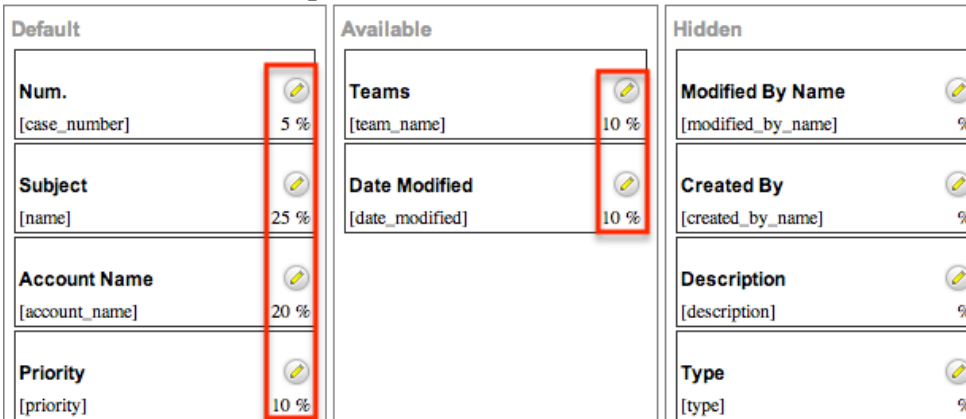 Default
Num.
[case_number] 5 %
Subject
[name] 25 %
Account Name
[account_name] 20 %
Priority
[priority] 10 %
Available
Teams
[team_name] 10 %
Date Modified
[date_modified] 10 %
Hidden
Modified By Name
[modified_by_name] %
Created By
[created_by_name] %
Description
[description] %
Type
[type] %